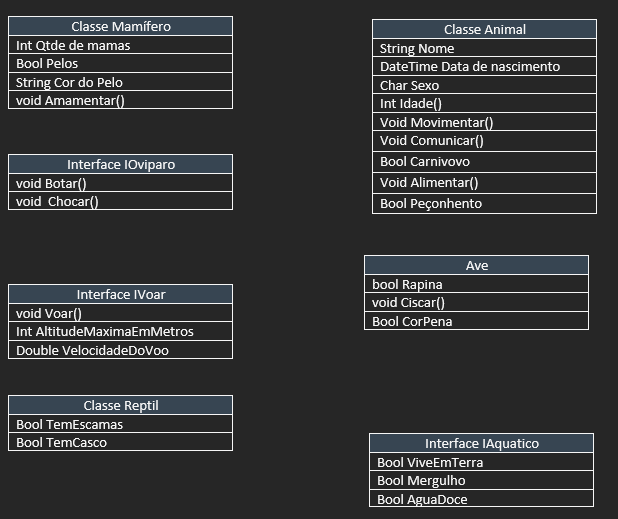 Classe Mamífero
Int Qtde de mamas
Bool Pelos
String Cor do Pelo
void Amamentar()
Interface IOviparo
void Botar()
void  Chocar()
Interface IVoar
void Voar()
Int AltitudeMaximaEmMetros
Double VelocidadeDoVoo
Classe Reptil
Bool TemEscamas
Bool TemCasco
Classe Animal
String Nome
DateTime Data de nascimento
Char Sexo
Int Idade()
Void Movimentar()
Void Comunicar()
Bool Carnivovo
Void Alimentar()
Bool Peçonhento
Ave
bool Rapina
void Ciscar()
Bool CorPena
Interface IAquatico
Bool ViveEmTerra
Bool Mergulho
Bool AguaDoce